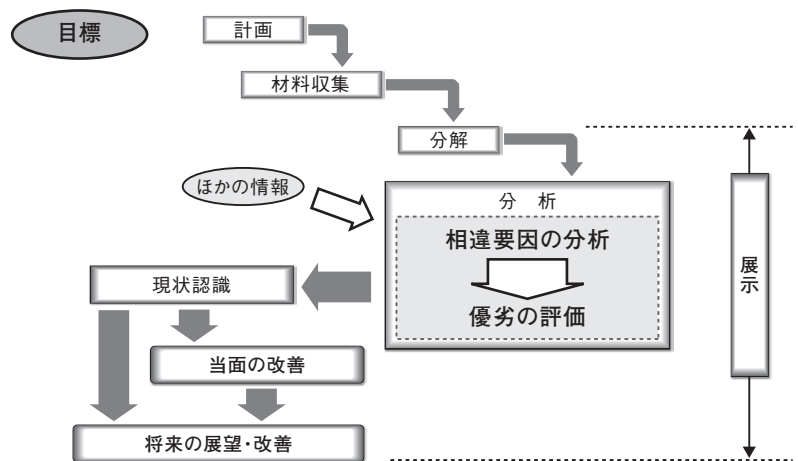 目標
計画
材料収集
分解
ほかの情報
分 析
相違要因の分析
優劣の評価
展示
現状認識
当面の改善
将来の展望・改善